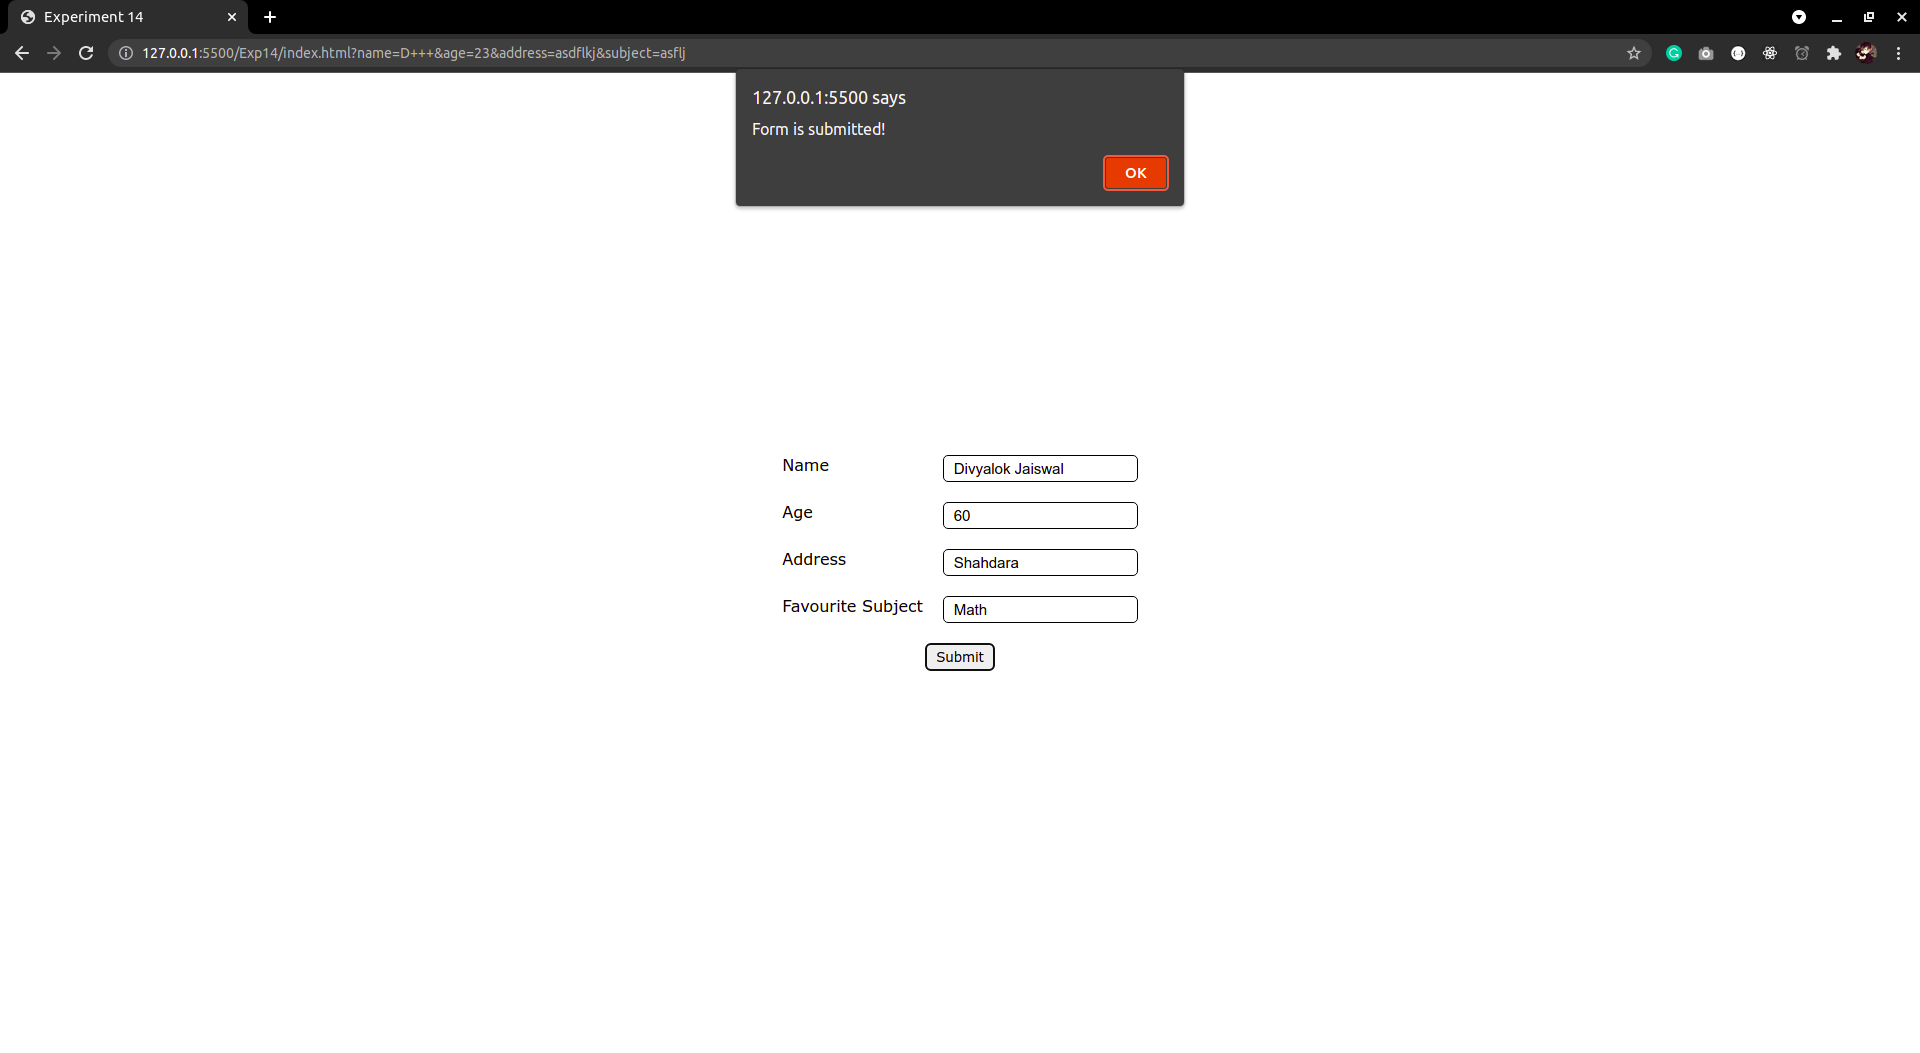 Experiment 14
127.0.0.1:5500/Exp14/index.html?name=D+++&age=23&address=asdflkj&subject=asflj
127.0.0.1:5500 says
Form is submitted!
OK
Name Divyalok Jaiswal
Age 60
Address Shahdara
Favourite Subject Math
Submit